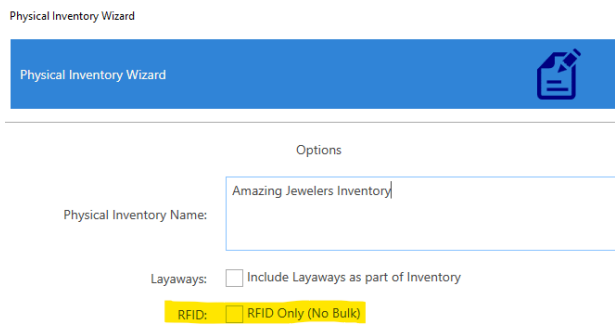 Physical Inventory Wizard
Physical Inventory Wizard
Options
Physical Inventory Name: Amazing Jewelers Inventory
Layaways: Include Layaways as part of Inventory
RFID: RFID Only (No Bulk)